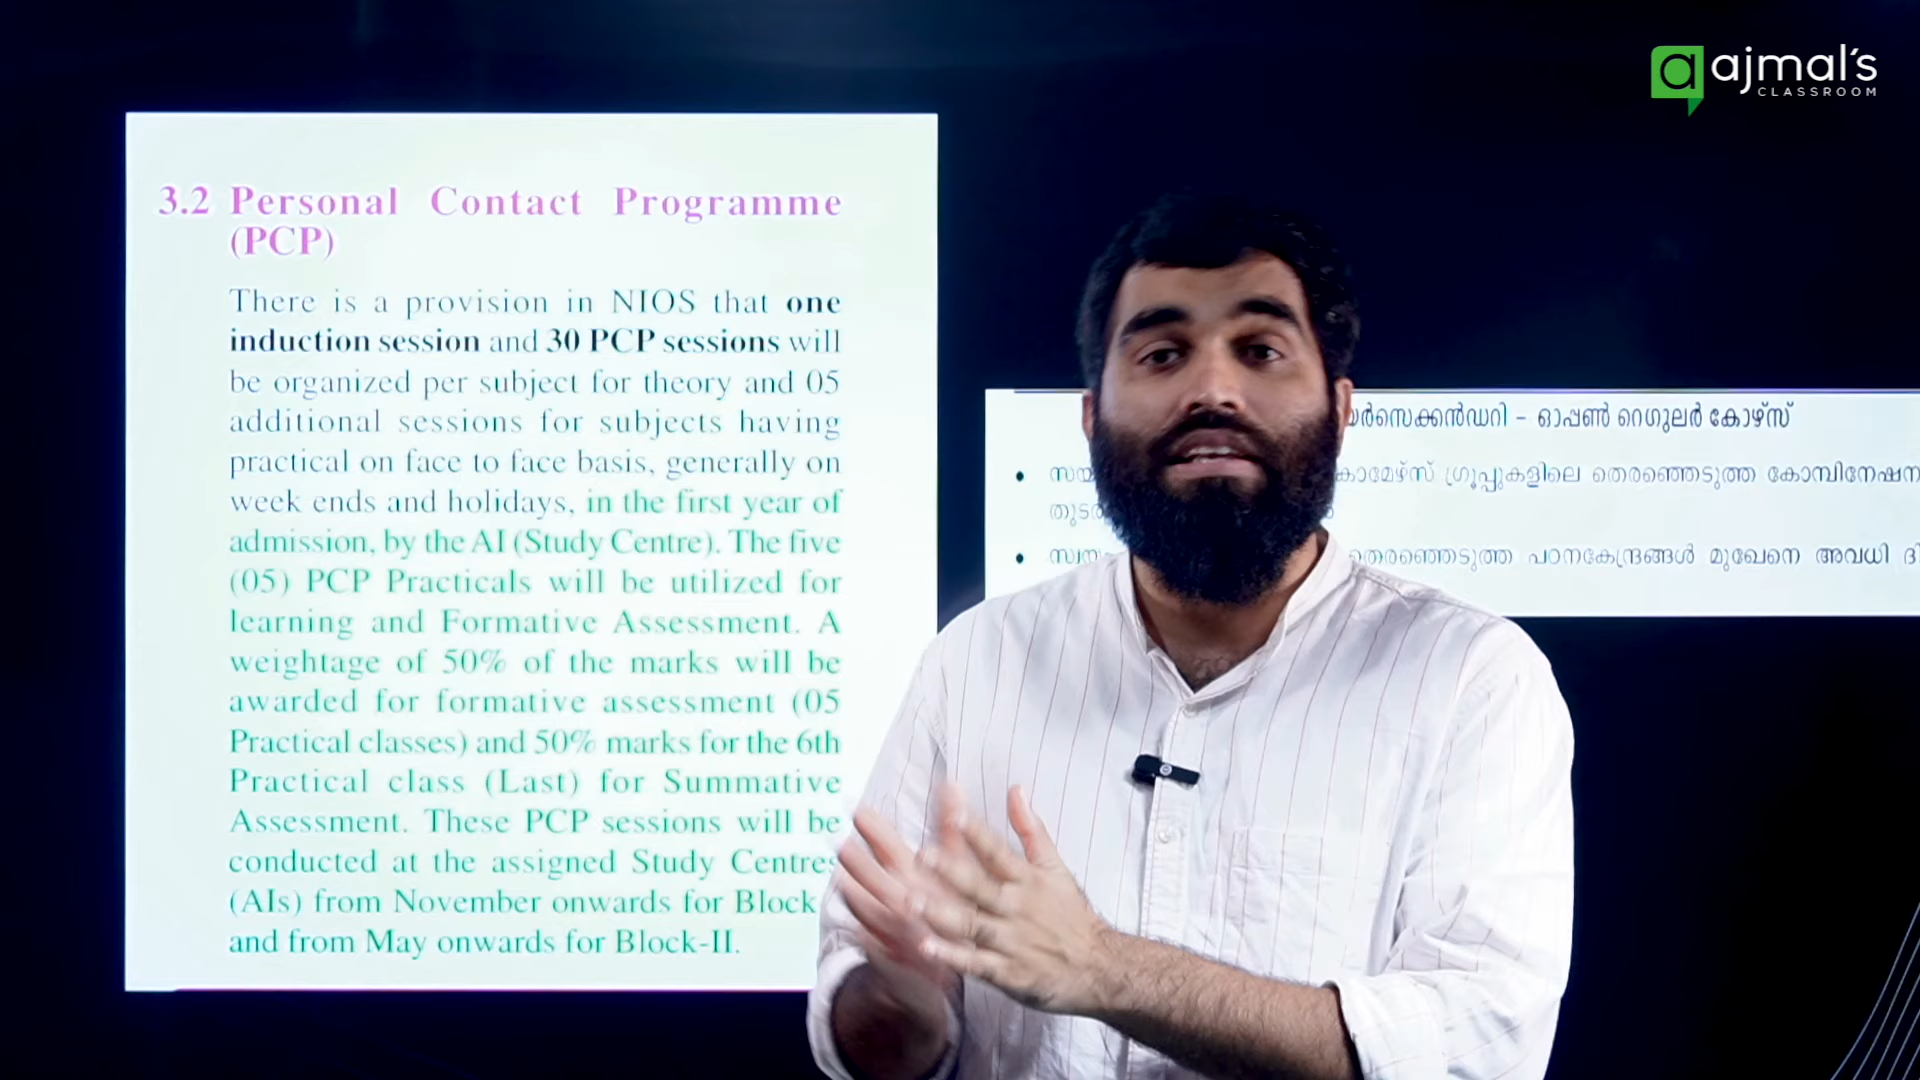 ajmal's
CLASSROOM
3.2 Personal Contact Programme
(PCP)
There is a provision in NIOS that one
induction session and 30 PCP sessions will
be organized per subject for theory and 05
additional sessions for subjects having
practical on face to face basis, generally on
week ends and holidays, in the first year of
admission, by the AI (Study Centre). The five
(05) PCP Practicals will be utilized for
learning and Formative Assessment. A
weightage of 50% of the marks will be
awarded for formative assessment (05
Practical classes) and 50% marks for the 6th
Practical class (Last) for Summative
Assessment. These PCP sessions will be
conducted at the assigned Study Centres
(AIs) from November onwards for Block
and from May onwards for Block-II.
– ഓപ്പൺ റെഗുലർ കോഴ്സ്
• ഗ്രൂപ്പുകളിലെ തെരഞ്ഞെടുത്ത
• തെരഞ്ഞെടുത്ത പഠനകേന്ദ്രങ്ങൾ മുഖേനെ അവധി